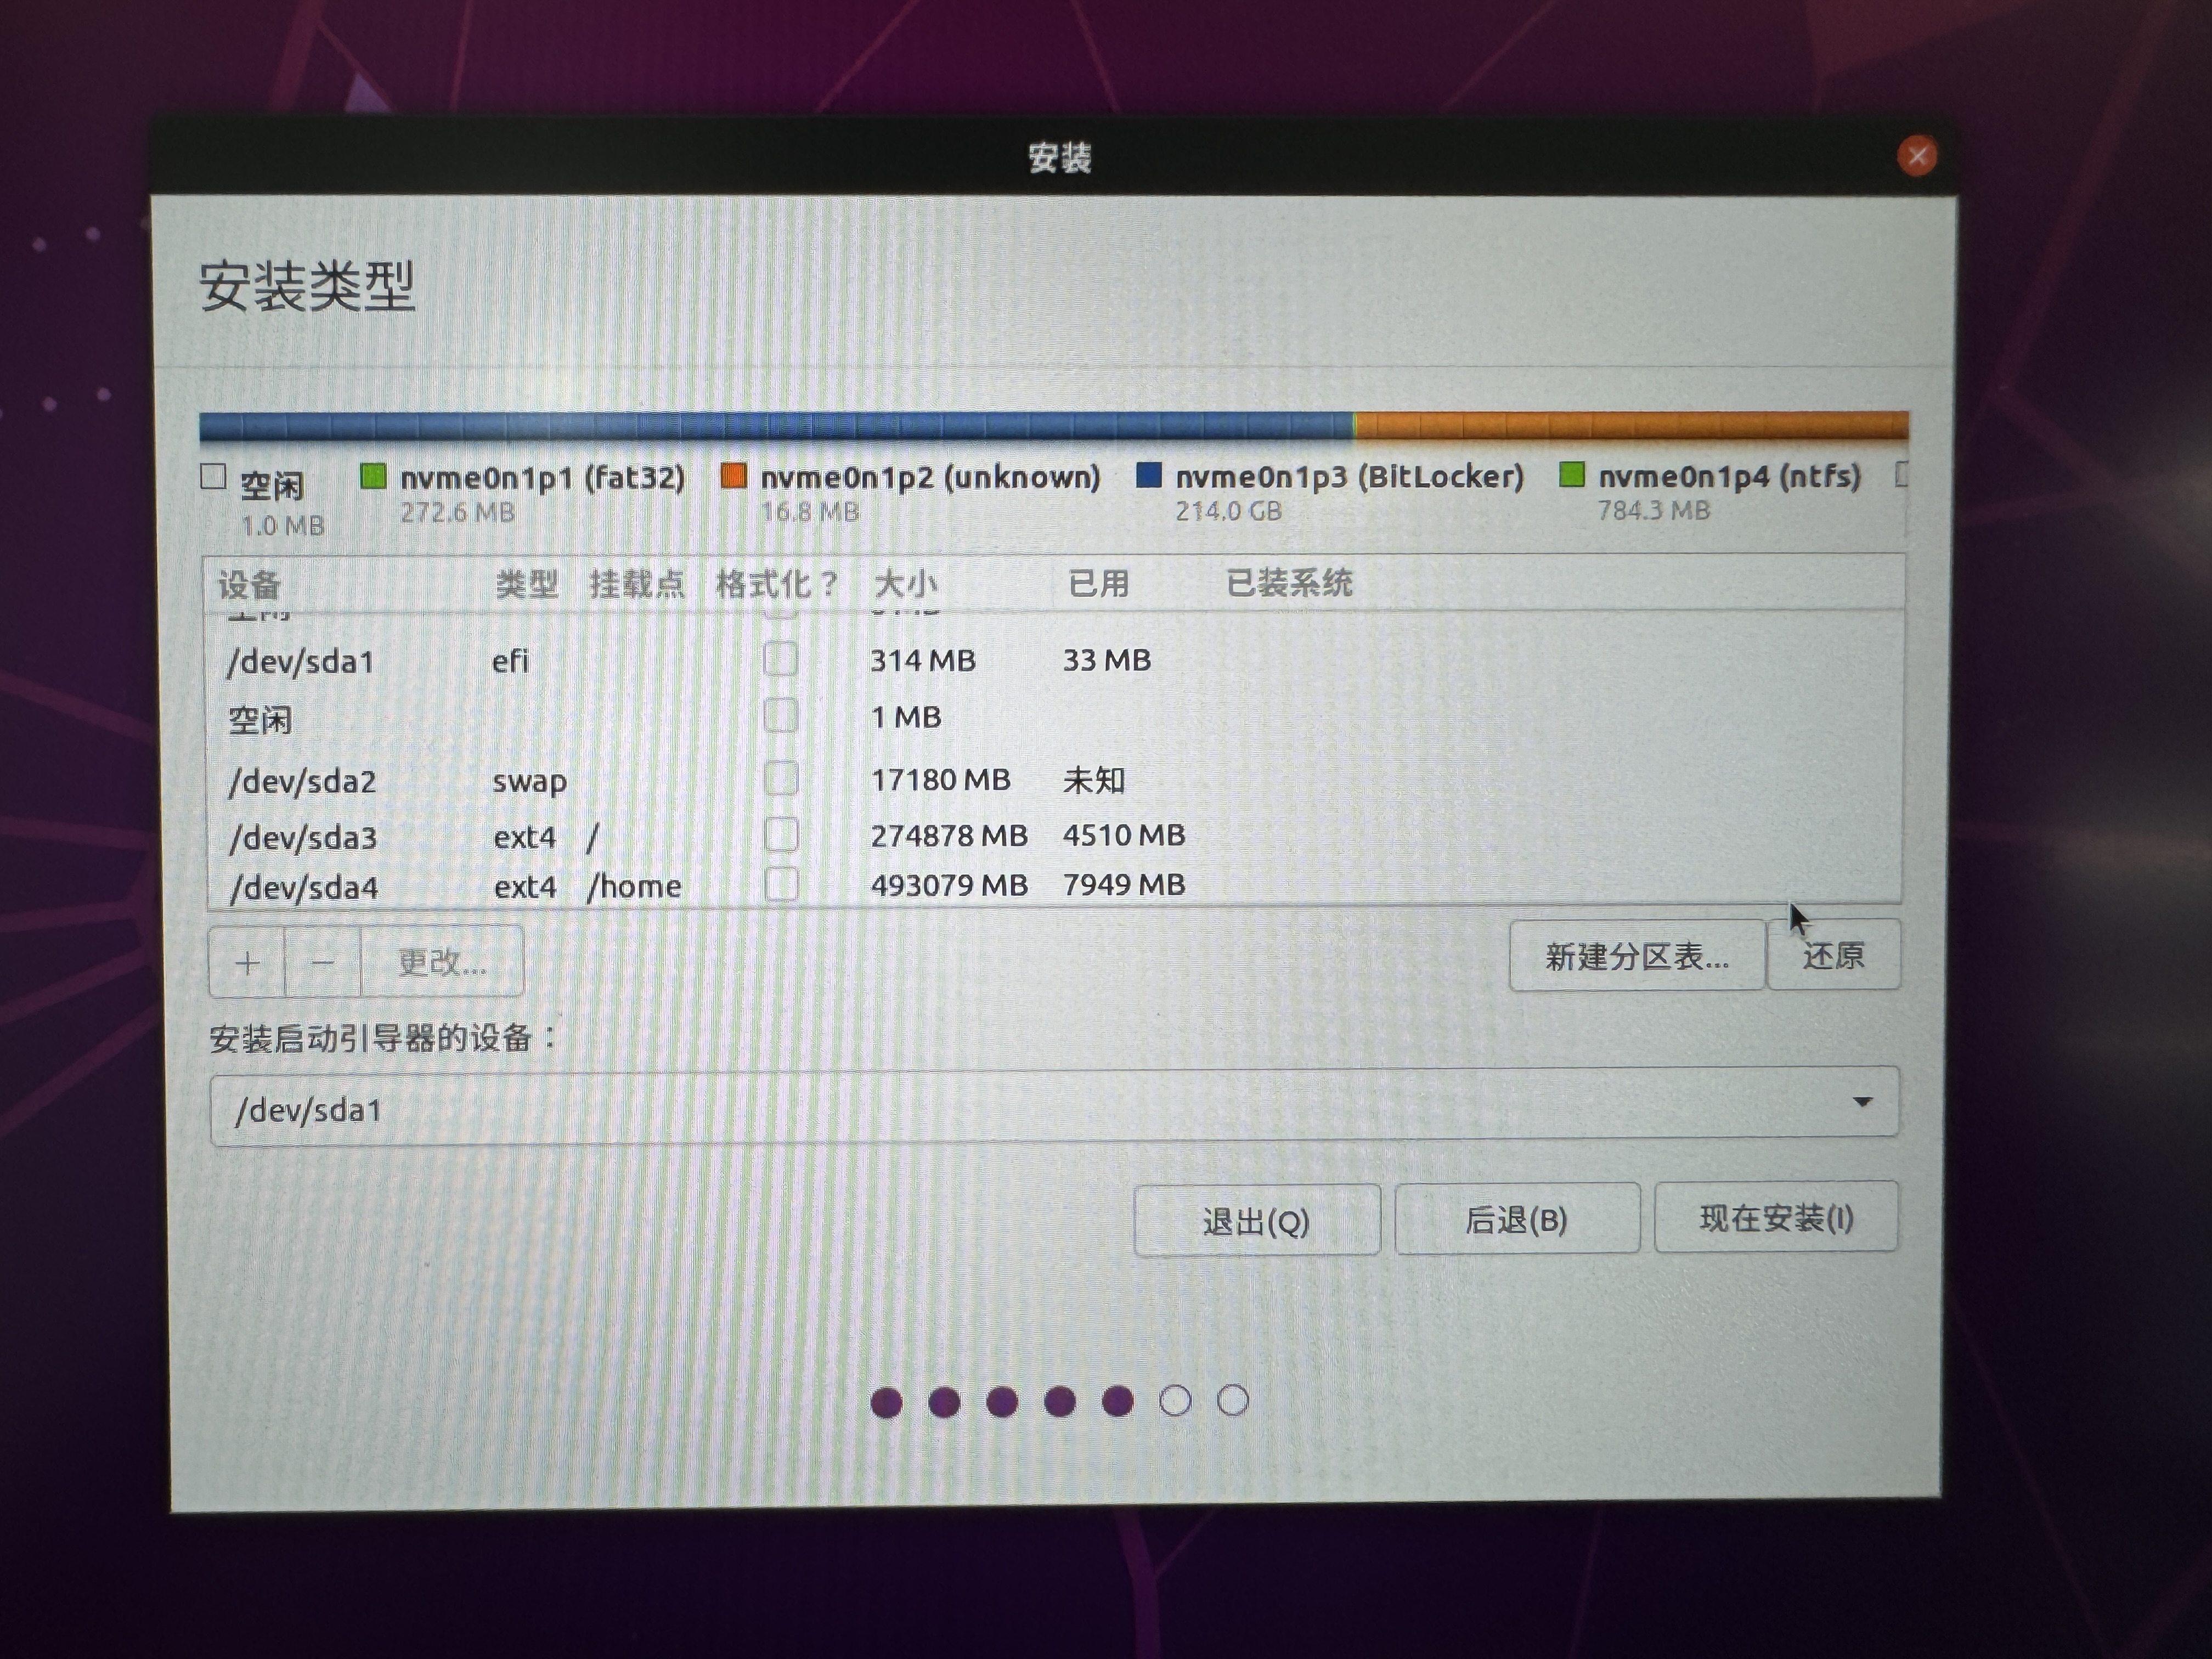 安装
安装类型
空闲 nvme0n1p1 (fat32) nvme0n1p2 (unknown) nvme0n1p3 (BitLocker) nvme0n1p4 (ntfs)
1.0 MB 272.6 MB 16.8 MB 214.0 GB 784.3 MB
设备 类型 挂载点 格式化？ 大小 已用 已装系统
/dev/sda1 efi 314 MB 33 MB
空闲 1 MB
/dev/sda2 swap 17180 MB 未知
/dev/sda3 ext4 / 274878 MB 4510 MB
/dev/sda4 ext4 /home 493079 MB 7949 MB
+ − 更改... 新建分区表... 还原
安装启动引导器的设备：
/dev/sda1
退出(Q) 后退(B) 现在安装(I)